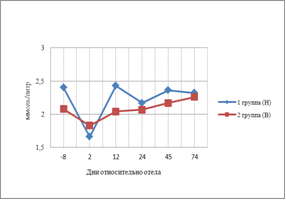 3
2,5
2
1,5
ммоль/литр
-8 2 12 24 45 74
Дни относительно отела
1 группа (Н)
2 группа (В)